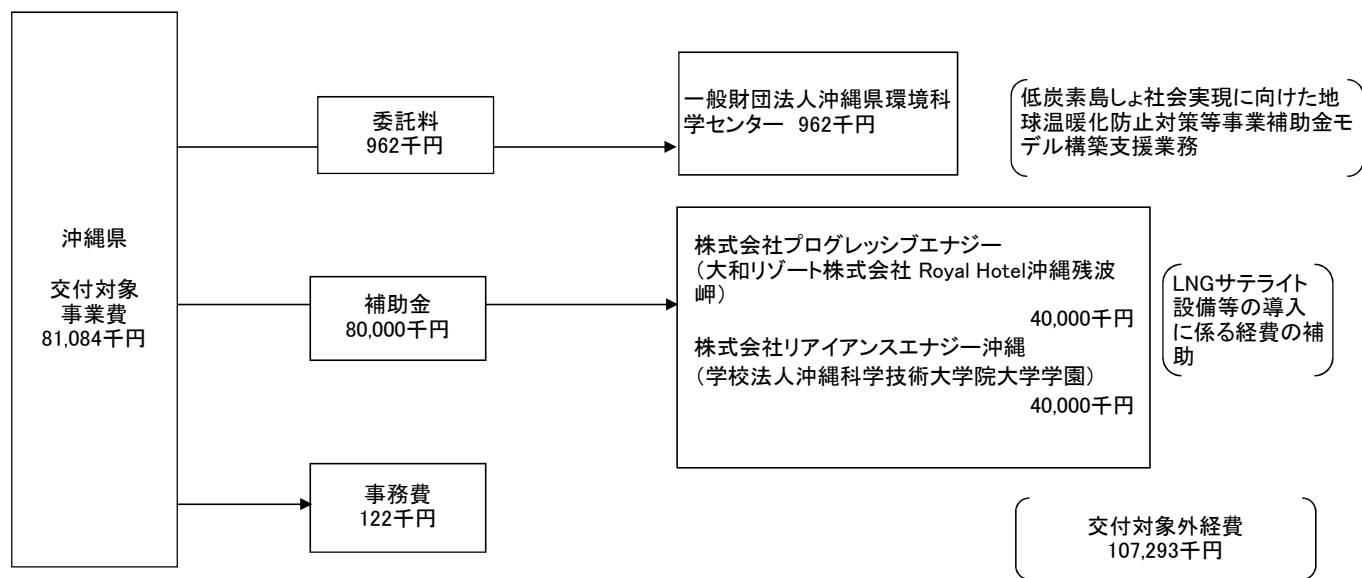 沖縄県
交付対象
事業費
81,084千円
委託料
962千円
一般財団法人沖縄県環境科
学センター 962千円
低炭素島しょ社会実現に向けた地
球温暖化防止対策等事業補助金モ
デル構築支援業務
補助金
80,000千円
株式会社プログレッシブエナジー
（大和リゾート株式会社 Royal Hotel沖縄残波
岬）
40,000千円
株式会社リアイアンスエナジー沖縄
（学校法人沖縄科学技術大学院大学学園）
40,000千円
LNGサテライト
設備等の導入
に係る経費の補
助
事務費
122千円
交付対象外経費
107,293千円